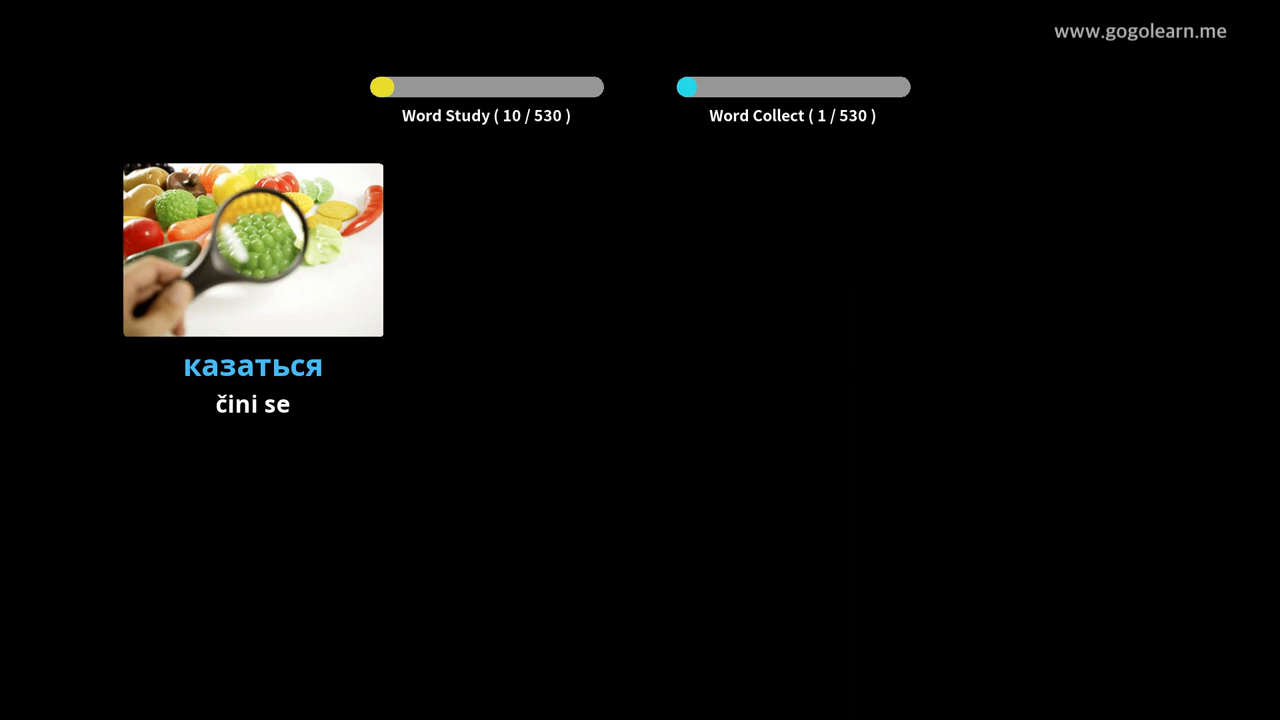 www.gogolearn.me
Word Study ( 10 / 530 )
Word Collect ( 1 / 530 )
казаться
čini se